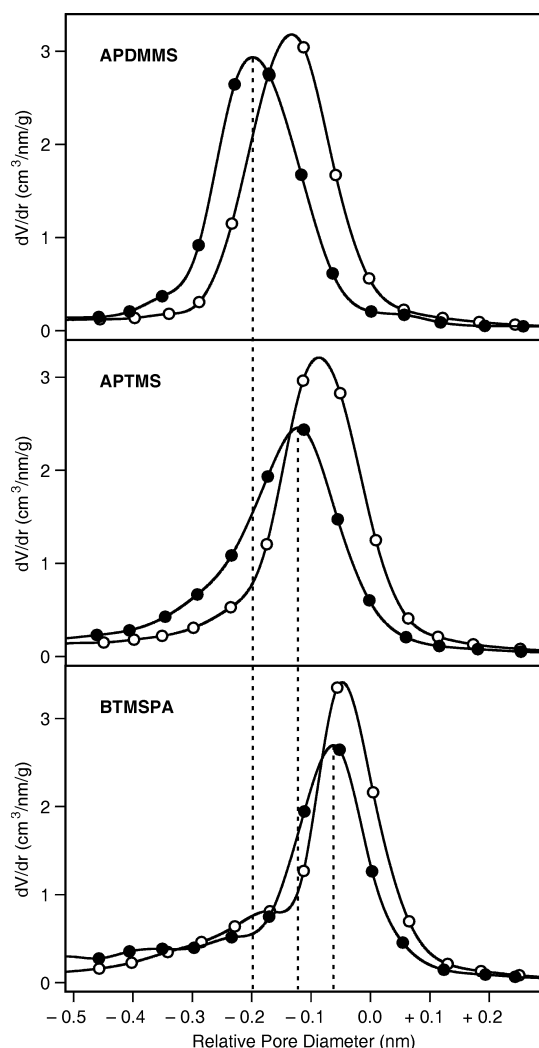 APDMMS
3
2
1
0
dV/dr (cm³/nm/g)
APTMS
3
2
1
0
dV/dr (cm³/nm/g)
BTMSPA
3
2
1
0
dV/dr (cm³/nm/g)
– 0.5 – 0.4 – 0.3 – 0.2 – 0.1 0.0 + 0.1 + 0.2
Relative Pore Diameter (nm)